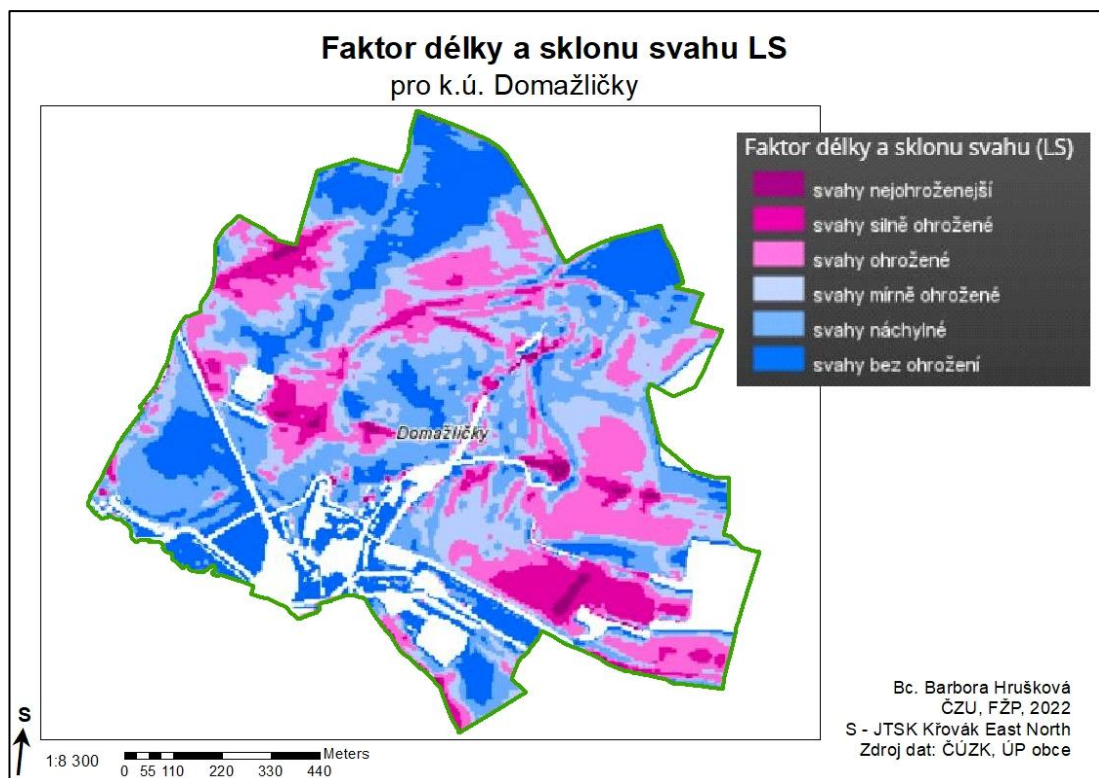 Faktor délky a sklonu svahu LS
pro k.ú. Domažličky
Faktor délky a sklonu svahu (LS)
svahy nejohroženejší
svahy silně ohrožené
svahy ohrožené
svahy mírně ohrožené
svahy náchylné
svahy bez ohrožení
Domažličky
Bc. Barbora Hrušková
ČZU, FŽP, 2022
S - JTSK Křovák East North
Zdroj dat: ČÚZK, ÚP obce
S
1:8 300
Meters
0 55 110 220 330 440